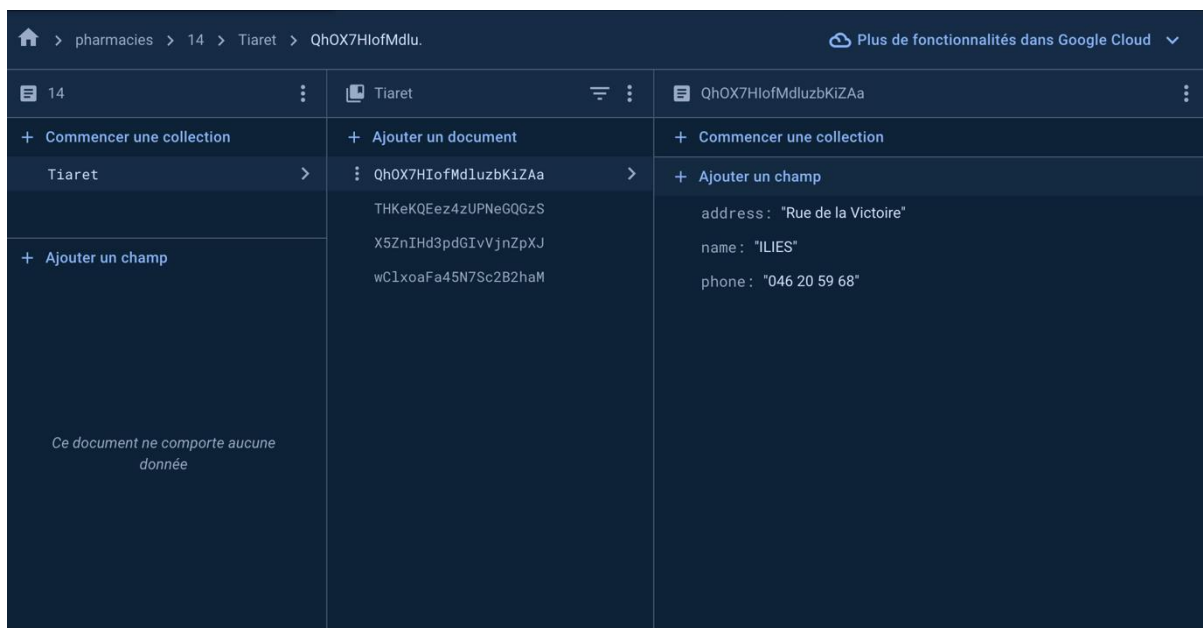 > pharmacies > 14 > Tiaret > QhOX7HIofMdlu.
Plus de fonctionnalités dans Google Cloud
14
Tiaret
QhOX7HIofMdluzbKiZAa
+ Commencer une collection
+ Ajouter un document
+ Commencer une collection
Tiaret >
QhOX7HIofMdluzbKiZAa >
+ Ajouter un champ
THKeKQEez4zUPNeGQGzS
address: "Rue de la Victoire"
X5ZnIHd3pdGIvVjnZpXJ
name: "ILIES"
+ Ajouter un champ
wClxoaFa45N7Sc2B2haM
phone: "046 20 59 68"
Ce document ne comporte aucune
donnée